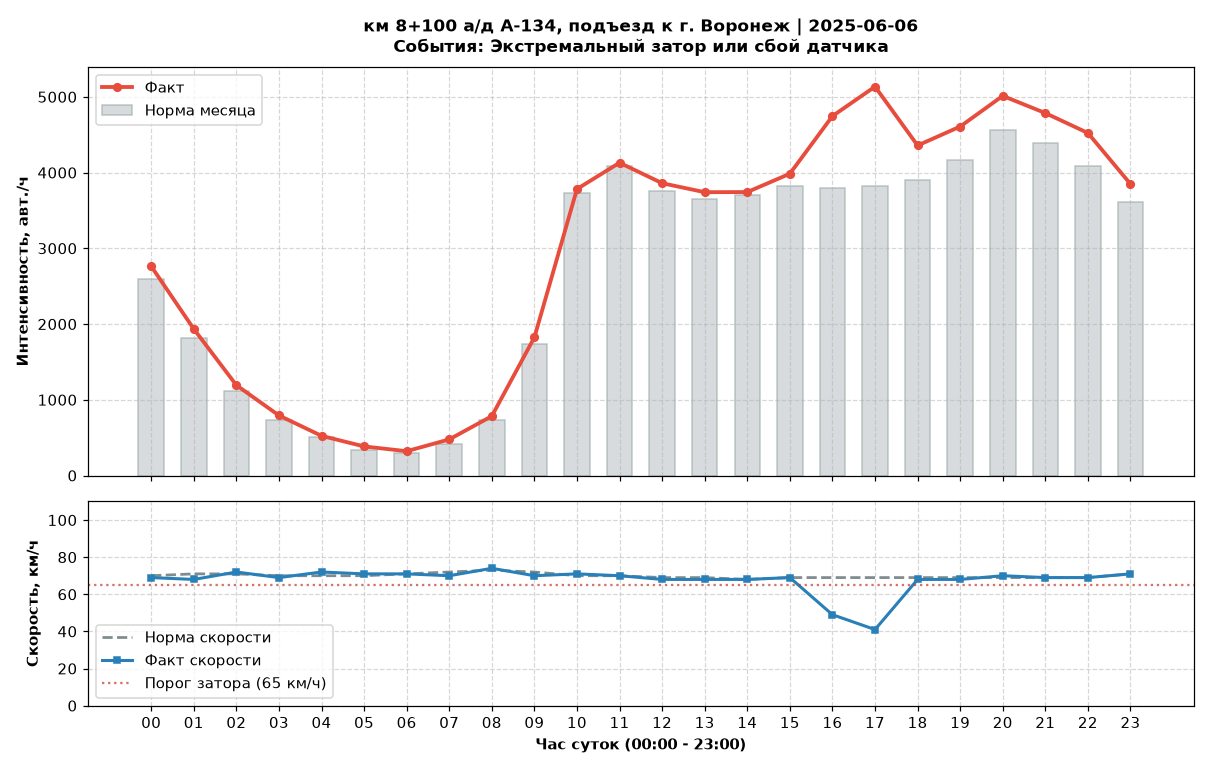 км 8+100 а/д А-134, подъезд к г. Воронеж | 2025-06-06
События: Экстремальный затор или сбой датчика
Факт
Норма месяца
Интенсивность, авт./ч
5000
4000
3000
2000
1000
0
Скорость, км/ч
100
80
60
40
20
0
Норма скорости
Факт скорости
Порог затора (65 км/ч)
00 01 02 03 04 05 06 07 08 09 10 11 12 13 14 15 16 17 18 19 20 21 22 23
Час суток (00:00 - 23:00)